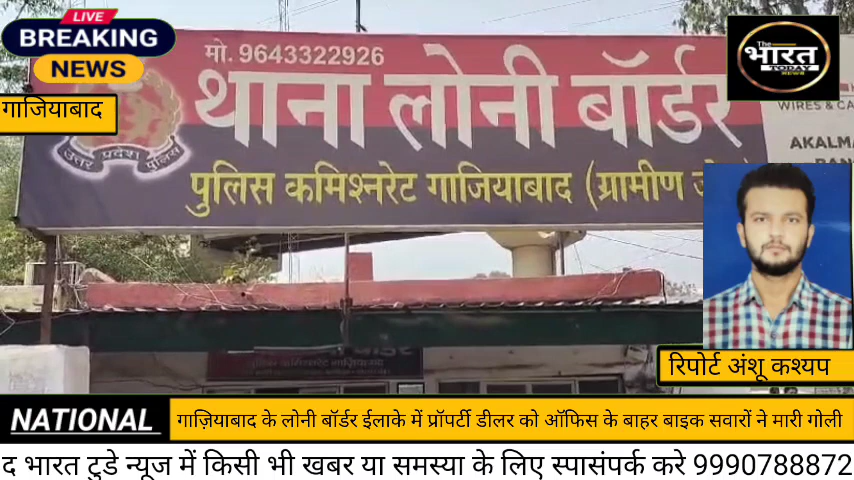 LIVE
BREAKING
NEWS
गाजियाबाद
मो. 9643322926
थाना लोनी बॉर्डर
उत्तर प्रदेश पुलिस
पुलिस कमिश्नरेट गाजियाबाद (ग्रामीण
The
भारत
TODAY
NEWS
WIRES & CA
AKALMA
रिपोर्ट अंशू कश्यप
NATIONAL
गाज़ियाबाद के लोनी बॉर्डर ईलाके में प्रॉपर्टी डीलर को ऑफिस के बाहर बाइक सवारों ने मारी गोली
द भारत टुडे न्यूज में किसी भी खबर या समस्या के लिए स्पासंपर्क करे 9990788872